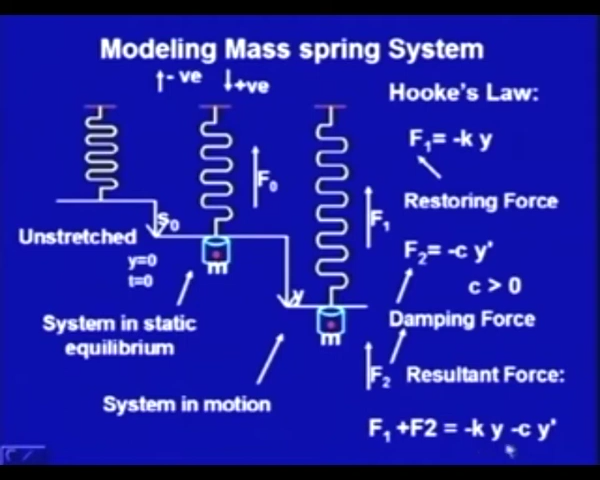 Modeling Mass spring System
↑- ve ↓+ve
Hooke's Law:
F₁= -k y
Restoring Force
F₂= -c y'
c > 0
Damping Force
Resultant Force:
F₁ +F2 = -k y -c y'
F₀
F₁
S₀
Unstretched
y=0
t=0
m
y
m
System in static
equilibrium
System in motion
F₂